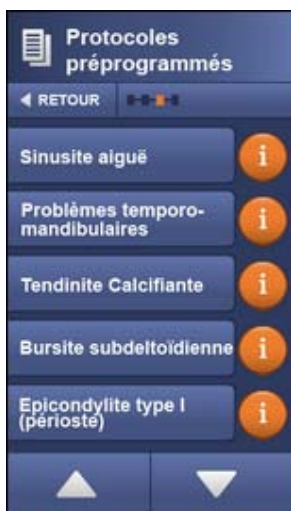 Protocoles
préprogrammés
RETOUR
Sinusite aiguë
i
Problèmes temporo-
mandibulaires
i
Tendinite Calcifiante
i
Bursite subdeltoïdienne
i
Epicondylite type I
(périoste)
i